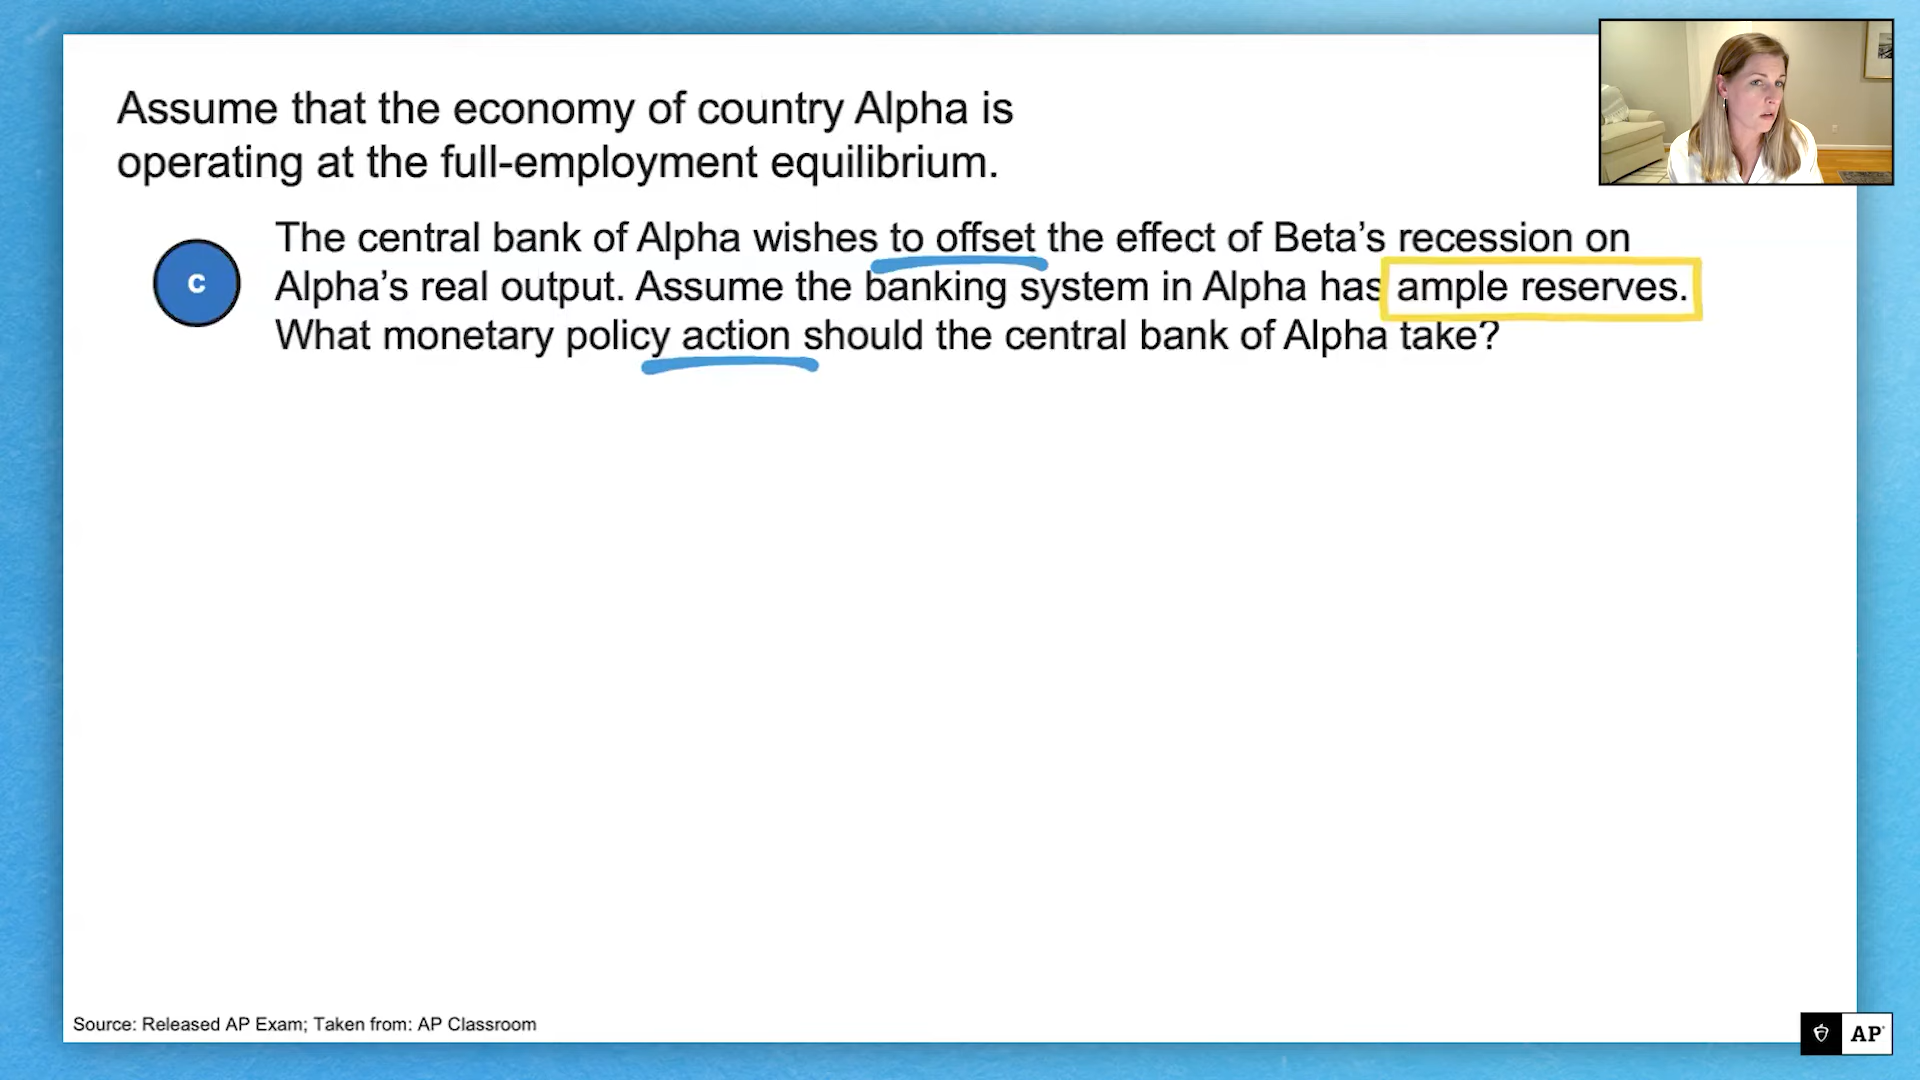 Assume that the economy of country Alpha is
operating at the full-employment equilibrium.
C
The central bank of Alpha wishes to offset the effect of Beta’s recession on
Alpha’s real output. Assume the banking system in Alpha has ample reserves.
What monetary policy action should the central bank of Alpha take?
Source: Released AP Exam; Taken from: AP Classroom
AP